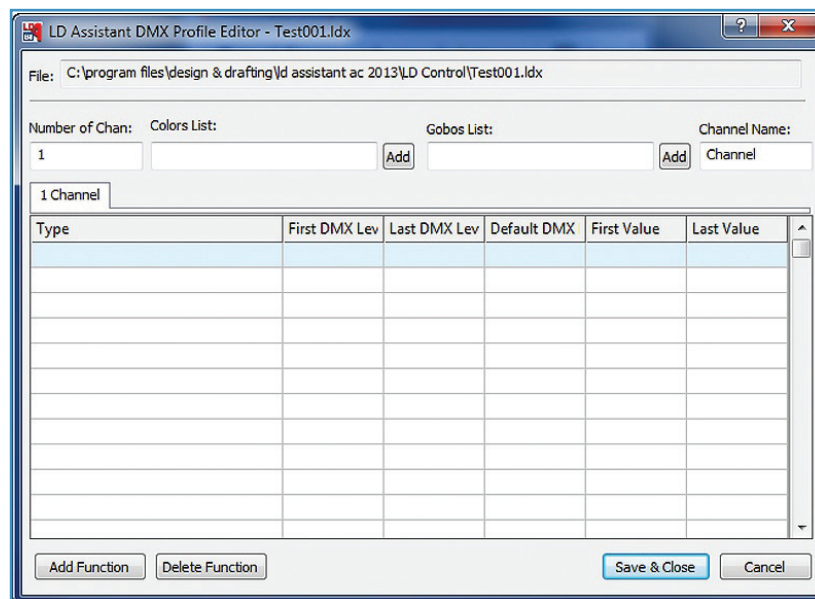 LD Assistant DMX Profile Editor - Test001.ldx
File: C:\program files\design & drafting\ld assistant ac 2013\LD Control\Test001.ldx
Number of Chan: Colors List: Gobos List: Channel Name:
1 Add Add Channel
1 Channel
Type First DMX Lev Last DMX Lev Default DMX First Value Last Value
Add Function Delete Function Save & Close Cancel